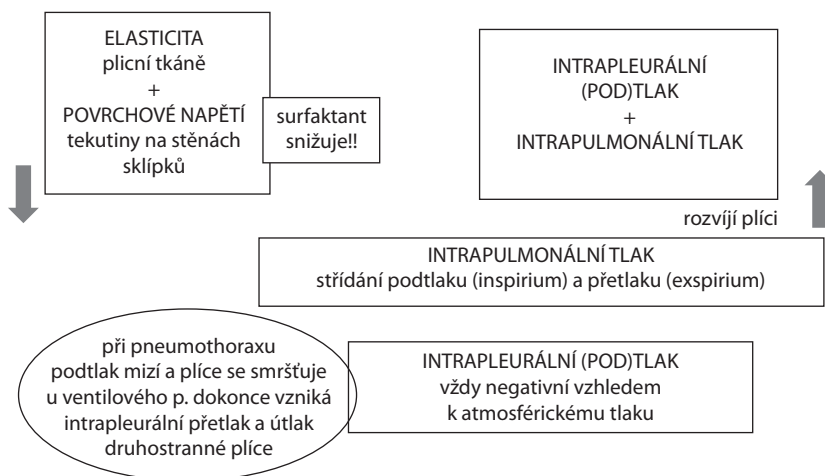 ELASTICITA
plicní tkáně
+
POVRCHOVÉ NAPĚTÍ
tekutiny na stěnách
sklípků
surfaktant
snižuje!!
INTRAPLEURÁLNÍ
(POD)TLAK
+
INTRAPULMONÁLNÍ TLAK
rozvíjí plíci
INTRAPULMONÁLNÍ TLAK
střídání podtlaku (inspirium) a přetlaku (exspirium)
při pneumothoraxu
podtlak mizí a plíce se smršťuje
u ventilového p. dokonce vzniká
intrapleurální přetlak a útlak
druhostranné plíce
INTRAPLEURÁLNÍ (POD)TLAK
vždy negativní vzhledem
k atmosférickému tlaku